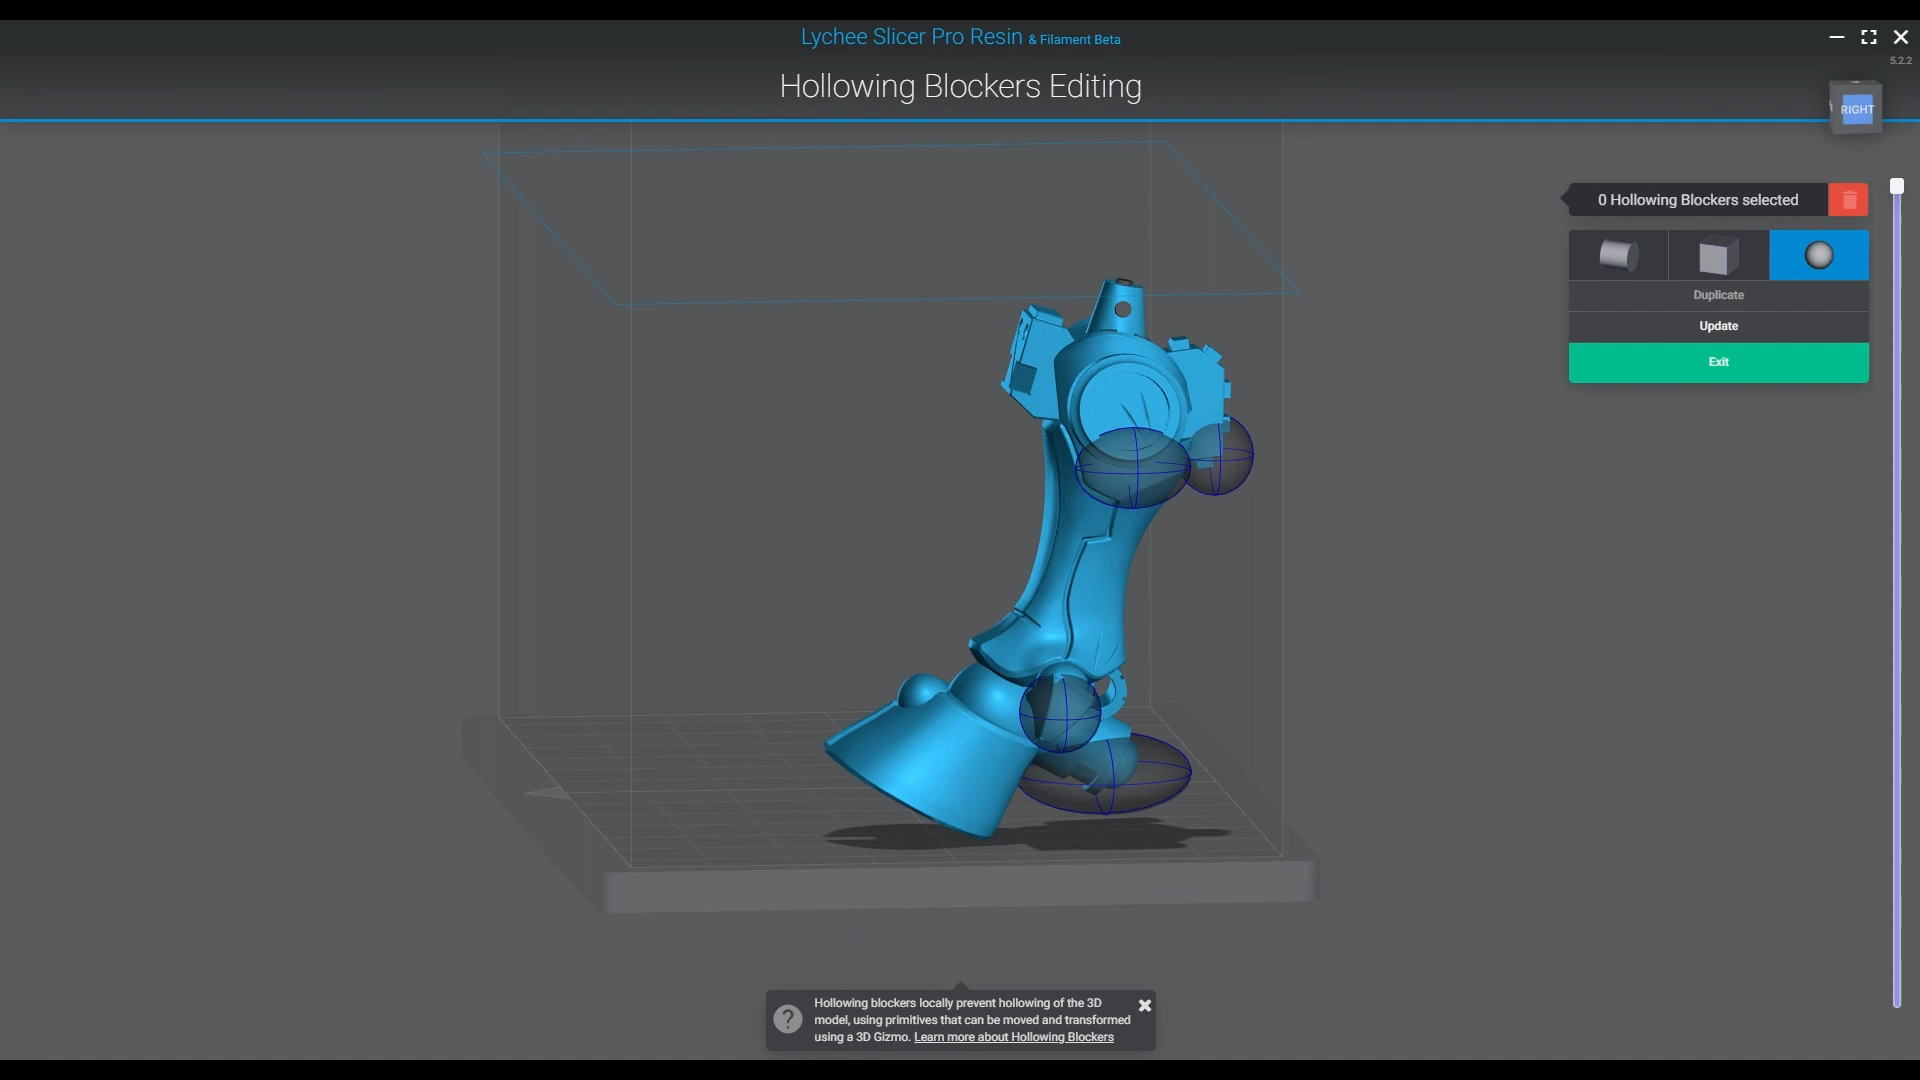 Lychee Slicer Pro Resin & Filament Beta
5.2.2
Hollowing Blockers Editing
RIGHT
0 Hollowing Blockers selected
Duplicate
Update
Exit
Hollowing blockers locally prevent hollowing of the 3D
model, using primitives that can be moved and transformed
using a 3D Gizmo. Learn more about Hollowing Blockers